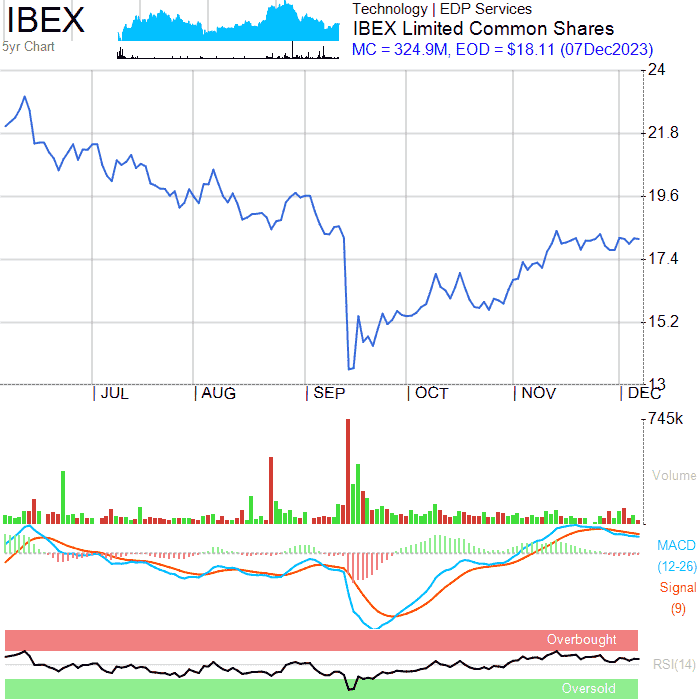 IBEX
5yr Chart
Technology | EDP Services
IBEX Limited Common Shares
MC = 324.9M, EOD = $18.11 (07Dec2023)
24
21.8
19.6
17.4
15.2
13
JUL
AUG
SEP
OCT
NOV
DEC
745k
Volume
MACD
(12-26)
Signal
(9)
Overbought
RSI(14)
Oversold